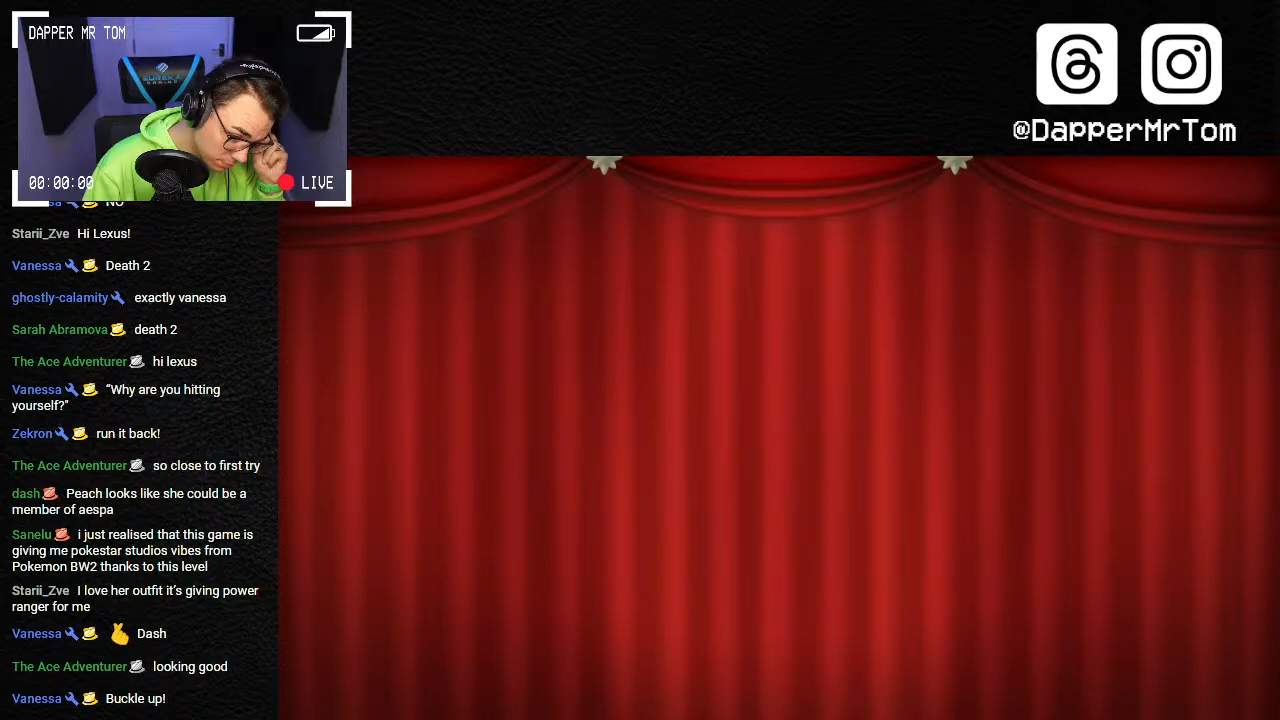 DAPPER MR TOM
EUREKA
00:00:00
LIVE
@DapperMrTom
NO
Starii_Zve Hi Lexus!
Vanessa Death 2
ghostly-calamity exactly vanessa
Sarah Abramova death 2
The Ace Adventurer hi lexus
Vanessa “Why are you hitting
yourself?"
Zekron run it back!
The Ace Adventurer so close to first try
dash Peach looks like she could be a
member of aespa
Sanelu i just realised that this game is
giving me pokestar studios vibes from
Pokemon BW2 thanks to this level
Starii_Zve I love her outfit it’s giving power
ranger for me
Vanessa Dash
The Ace Adventurer looking good
Vanessa Buckle up!